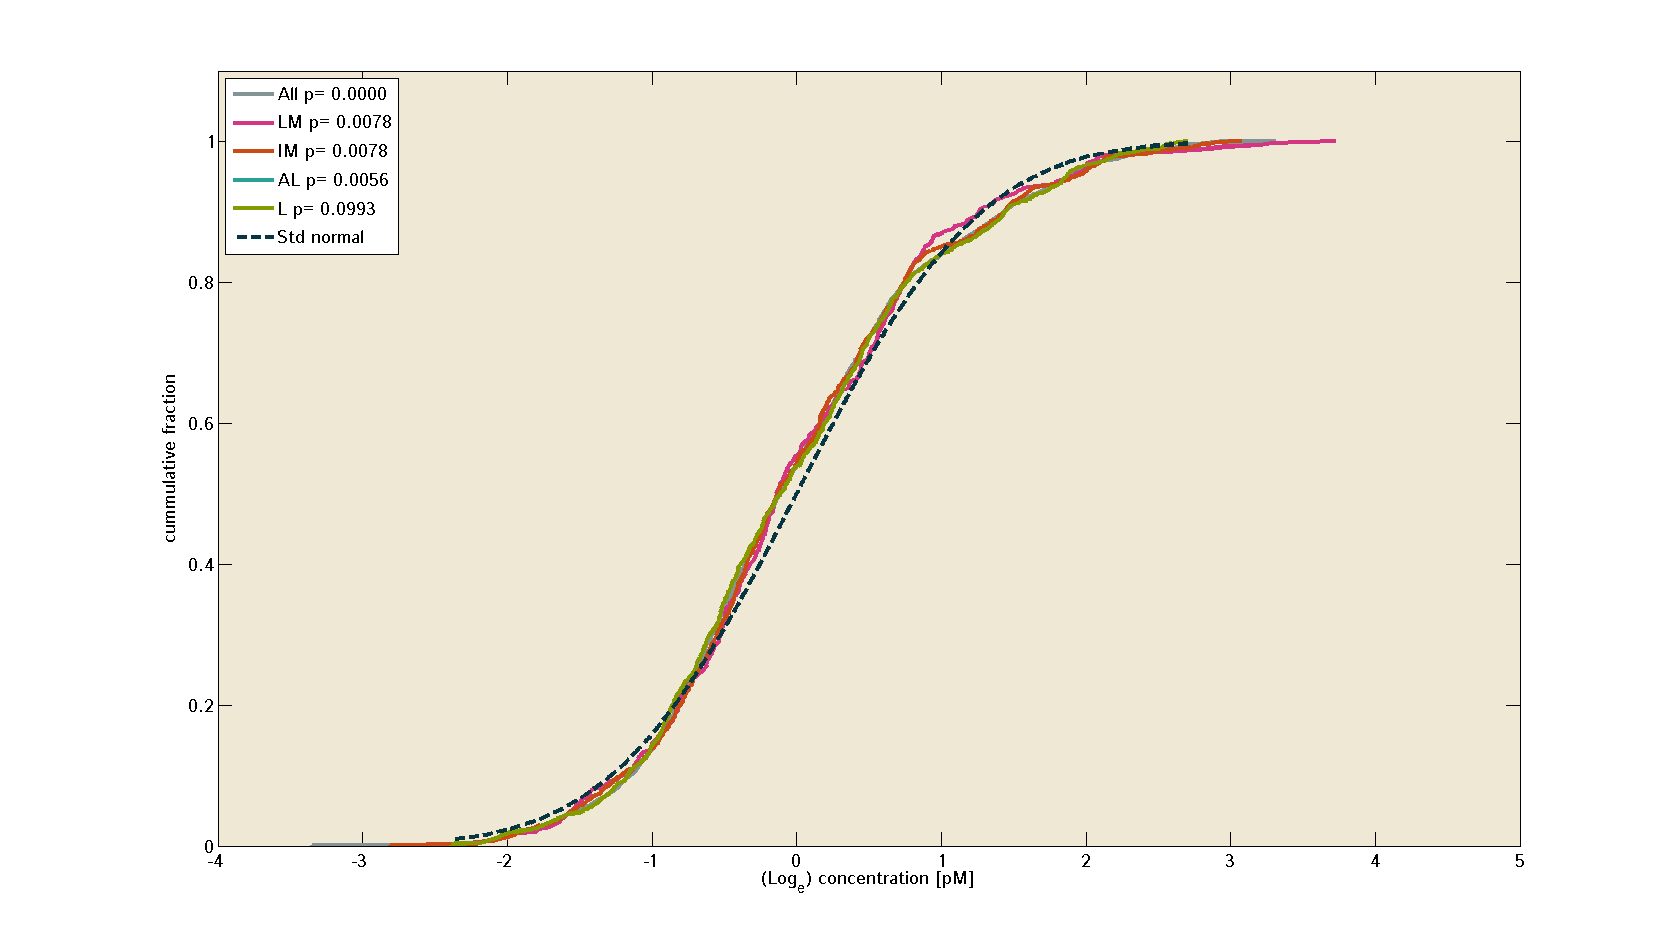 All p= 0.0000
LM p= 0.0078
IM p= 0.0078
AL p= 0.0056
L p= 0.0993
Std normal
1
0.8
0.6
0.4
0.2
0
cummulative fraction
-4 -3 -2 -1 0 1 2 3 4 5
(Logₑ) concentration [pM]